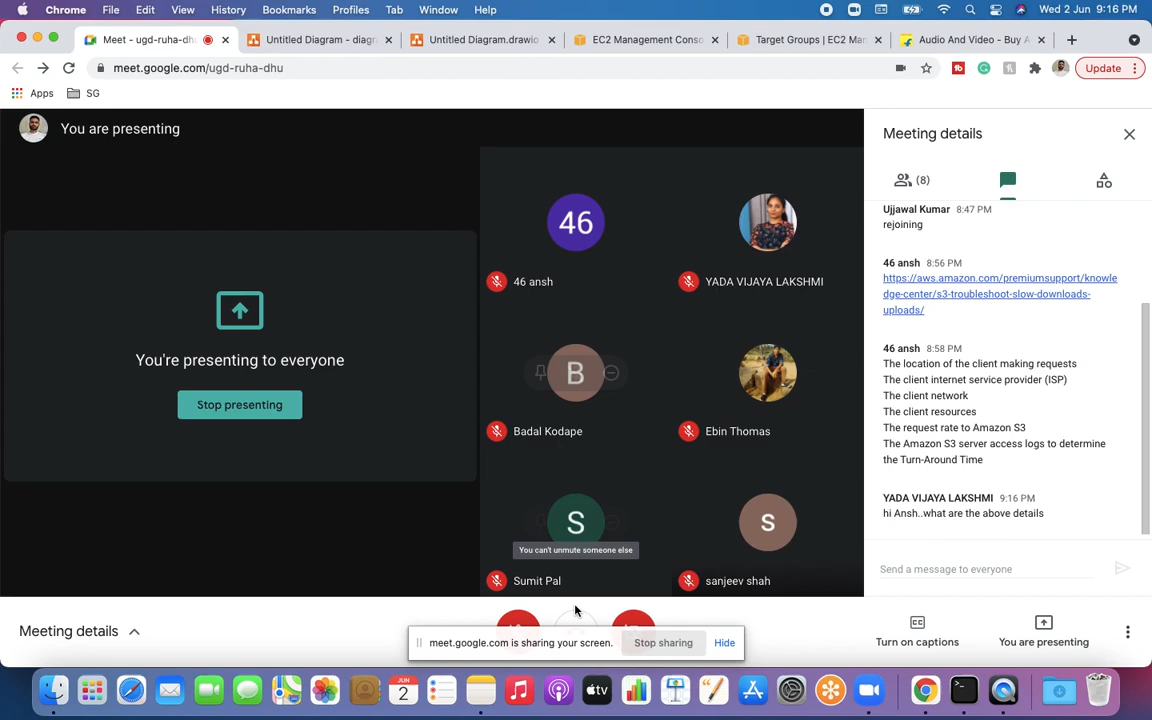 Chrome File Edit View History Bookmarks Profiles Tab Window Help Wed 2 Jun 9:16 PM
Meet - ugd-ruha-dh Untitled Diagram - diagr Untitled Diagram.drawio EC2 Management Conso Target Groups | EC2 Man Audio And Video - Buy A
meet.google.com/ugd-ruha-dhu Update
Apps SG
You are presenting
You're presenting to everyone
Stop presenting
46
46 ansh
YADA VIJAYA LAKSHMI
B
Badal Kodape
Ebin Thomas
S
You can't unmute someone else
Sumit Pal
s
sanjeev shah
Meeting details
(8)
Ujjawal Kumar 8:47 PM
rejoining
46 ansh 8:56 PM
https://aws.amazon.com/premiumsupport/knowle
dge-center/s3-troubleshoot-slow-downloads-
uploads/
46 ansh 8:58 PM
The location of the client making requests
The client internet service provider (ISP)
The client network
The client resources
The request rate to Amazon S3
The Amazon S3 server access logs to determine
the Turn-Around Time
YADA VIJAYA LAKSHMI 9:16 PM
hi Ansh..what are the above details
Send a message to everyone
Meeting details
meet.google.com is sharing your screen. Stop sharing Hide
Turn on captions
You are presenting
JUN
2
tv